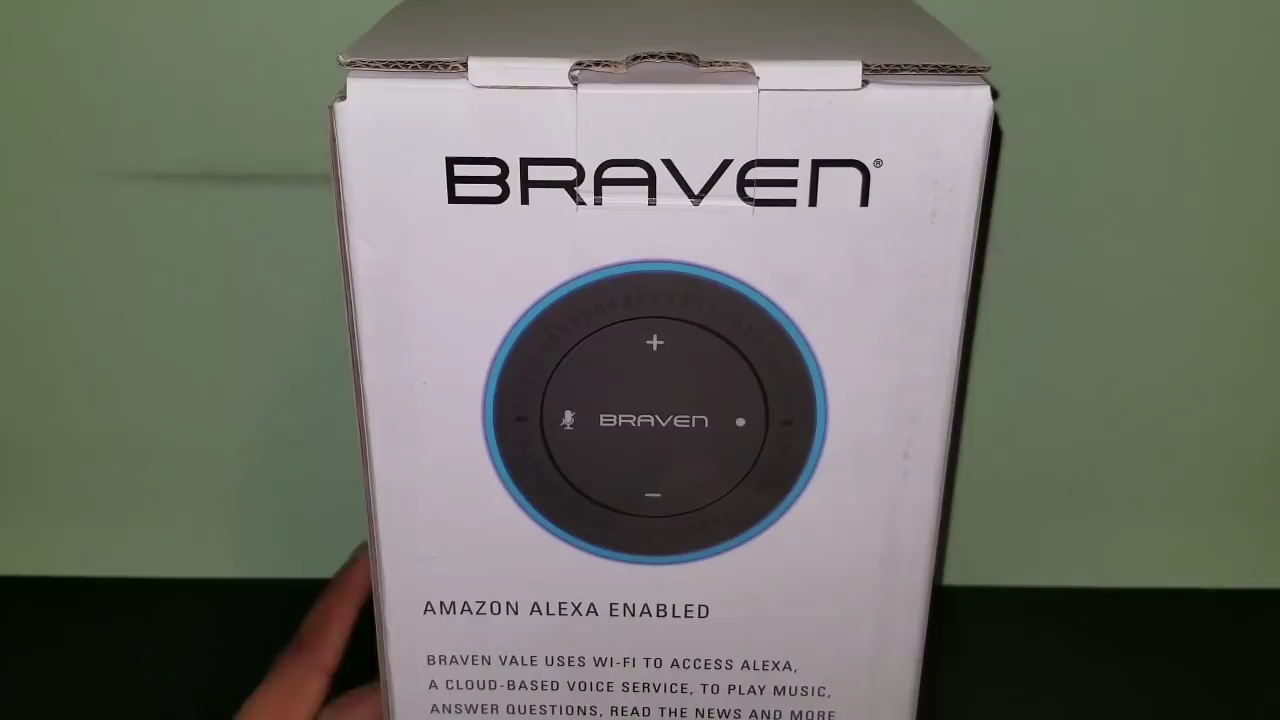 BRAVEN®
+
BRAVEN
−
AMAZON ALEXA ENABLED
BRAVEN VALE USES WI-FI TO ACCESS ALEXA,
A CLOUD-BASED VOICE SERVICE, TO PLAY MUSIC,
ANSWER QUESTIONS, READ THE NEWS AND MORE